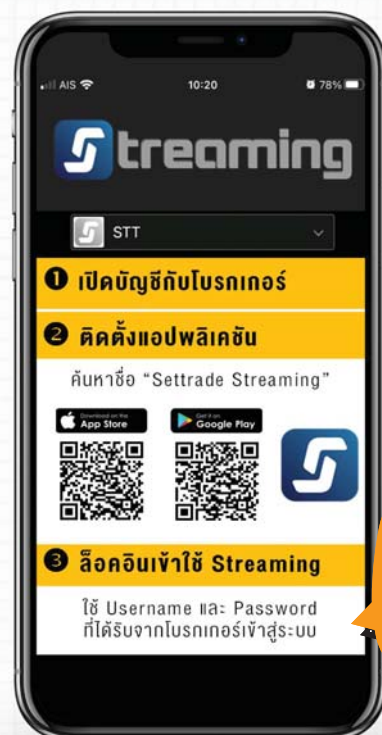 AIS
10:20
78%
Streaming
STT
1 เปิดบัญชีกับโบรกเกอร์
2 ติดตั้งแอปพลิเคชัน
ค้นหาชื่อ “Settrade Streaming”
Download on the
App Store
Get it on
Google Play
3 ล็อคอินเข้าใช้ Streaming
ใช้ Username และ Password
ที่ได้รับจากโบรกเกอร์เข้าสู่ระบบ